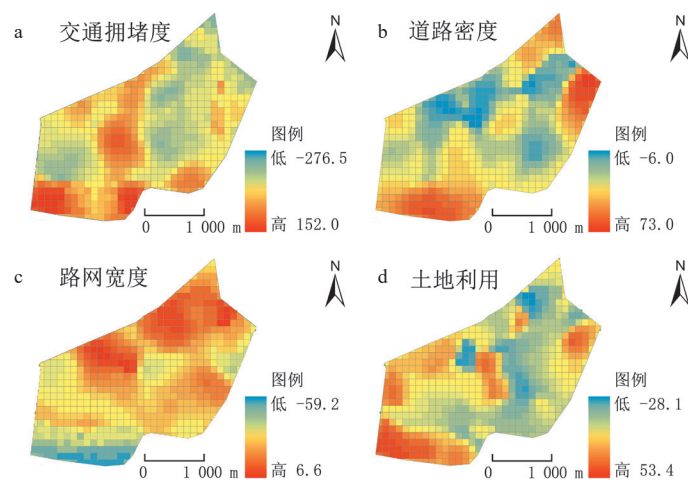 a 交通拥堵度
N
图例
低 -276.5
高 152.0
0 1 000 m
b 道路密度
N
图例
低 -6.0
高 73.0
0 1 000 m
c 路网宽度
N
图例
低 -59.2
高 6.6
0 1 000 m
d 土地利用
N
图例
低 -28.1
高 53.4
0 1 000 m